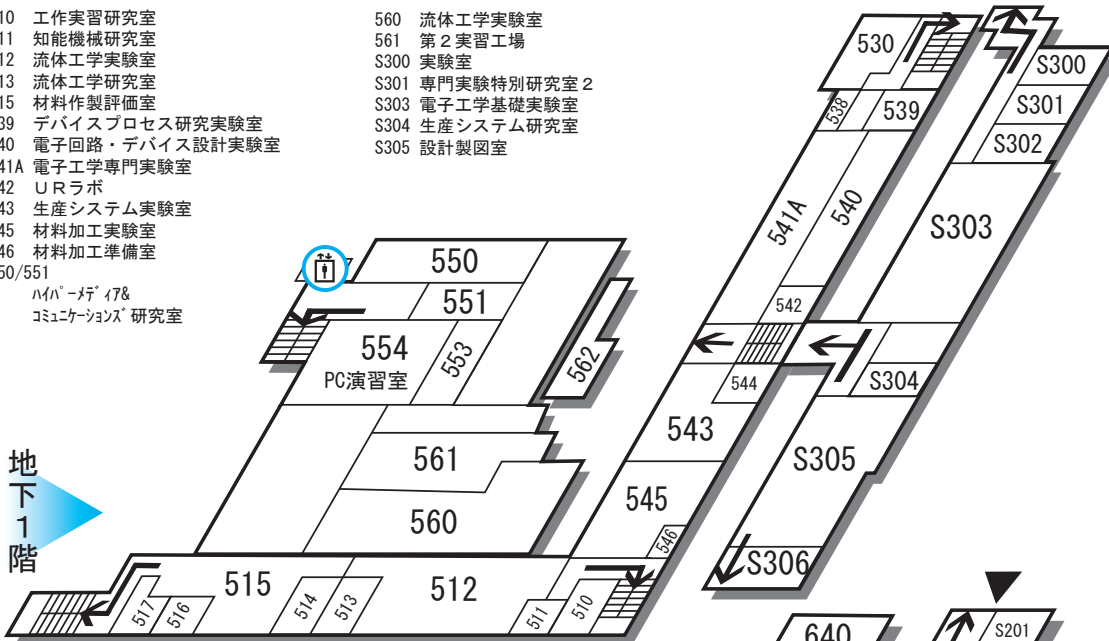 10 工作実習研究室
11 知能機械研究室
12 流体工学実験室
13 流体工学研究室
15 材料作製評価室
39 デバイスプロセス研究実験室
40 電子回路・デバイス設計実験室
41A 電子工学専門実験室
42 URラボ
43 生産システム実験室
45 材料加工実験室
46 材料加工準備室
50/551
ハイパーメディア&
コミュニケーションズ研究室
560 流体工学実験室
561 第2実習工場
S300 実験室
S301 専門実験特別研究室2
S303 電子工学基礎実験室
S304 生産システム研究室
S305 設計製図室
530
538
539
541A
540
542
S300
S301
S302
S303
S304
S305
S306
550
551
554
PC演習室
553
562
544
543
545
546
561
560
地下1階
515
517
516
514
513
512
511
510
640
S201